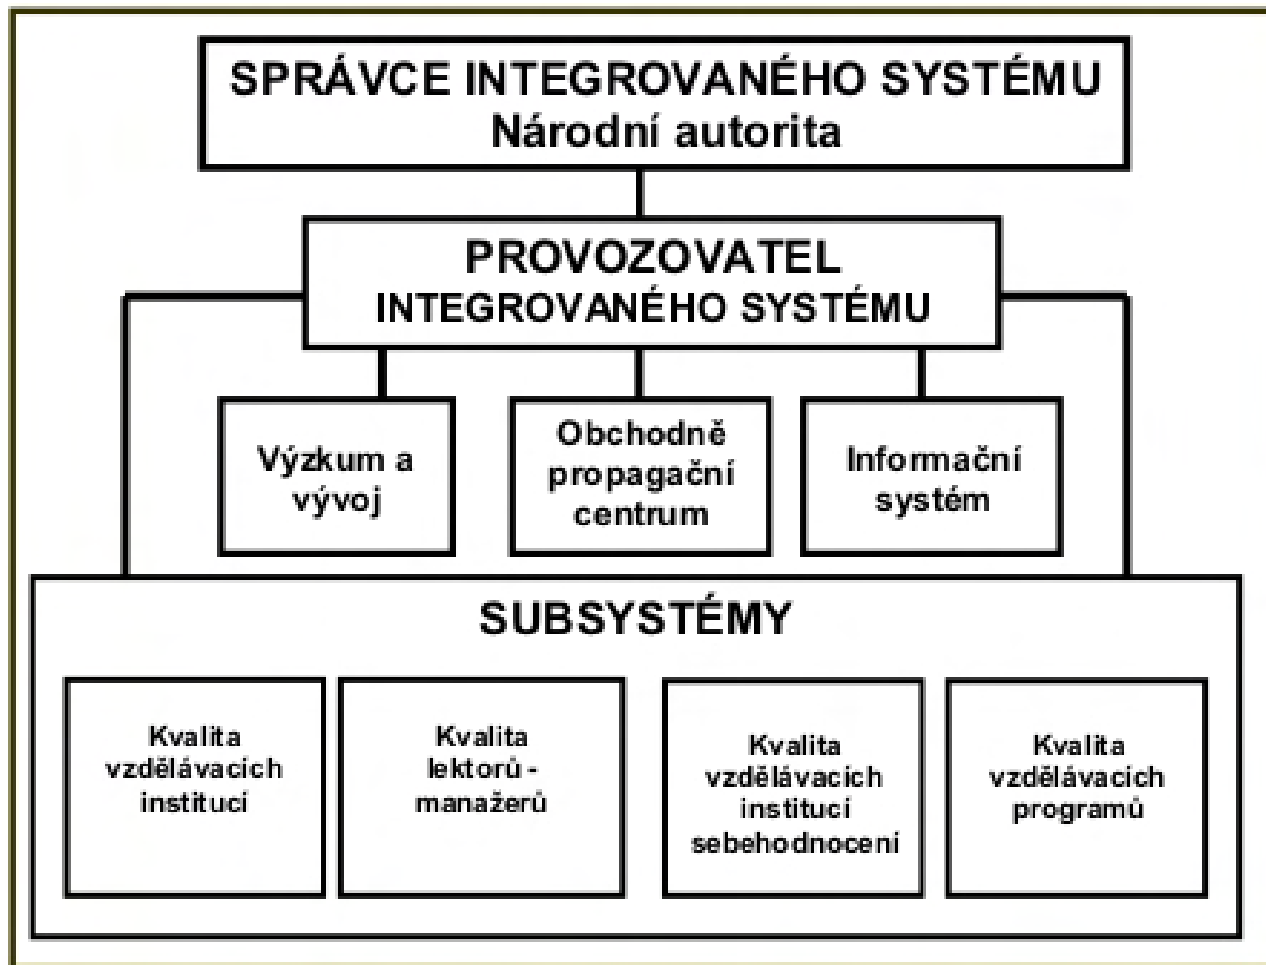 SPRÁVCE INTEGROVANÉHO SYSTÉMU
Národní autorita
PROVOZOVATEL
INTEGROVANÉHO SYSTÉMU
Výzkum a
vývoj
Obchodně
propagační
centrum
Informační
systém
SUBSYSTÉMY
Kvalita
vzdělávacích
institucí
Kvalita
lektorů -
manažerů
Kvalita
vzdělávacích
institucí
sebehodnocení
Kvalita
vzdělávacích
programů